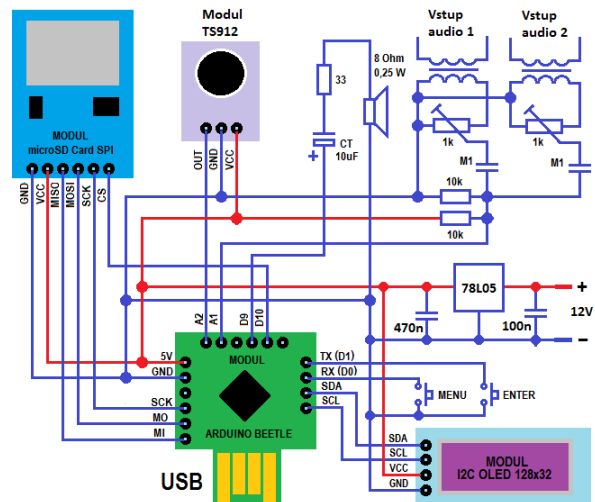 Modul
TS912
Vstup
audio 1
Vstup
audio 2
8 Ohm
0,25 W
33
CT
10uF
1k
1k
M1
M1
10k
10k
MODUL
microSD Card SPI
GND
VCC
MISO
MOSI
SCK
CS
OUT
GND
VCC
78L05
470n
100n
+
12V
−
A2
A1
D9
D10
5V
GND
SCK
MO
MI
MODUL
ARDUINO BEETLE
TX (D1)
RX (D0)
SDA
SCL
MENU
ENTER
USB
SDA
SCL
VCC
GND
MODUL
I2C OLED 128x32